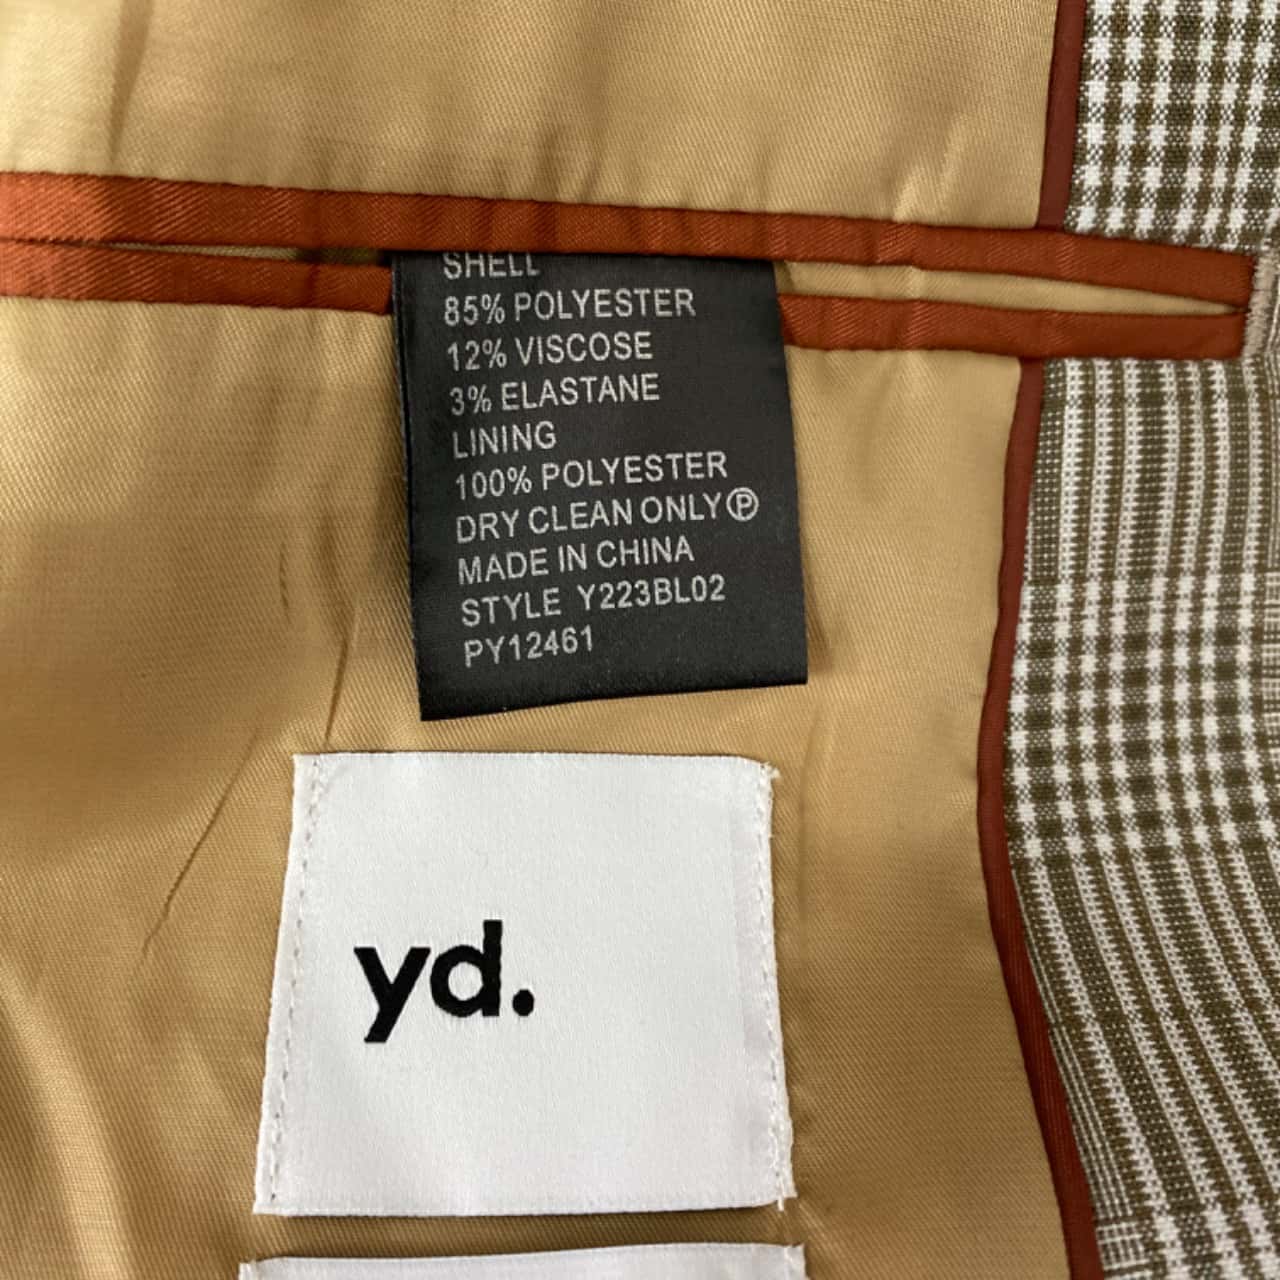 SHELL
85% POLYESTER
12% VISCOSE
3% ELASTANE
LINING
100% POLYESTER
DRY CLEAN ONLY Ⓟ
MADE IN CHINA
STYLE Y223BL02
PY12461
yd.